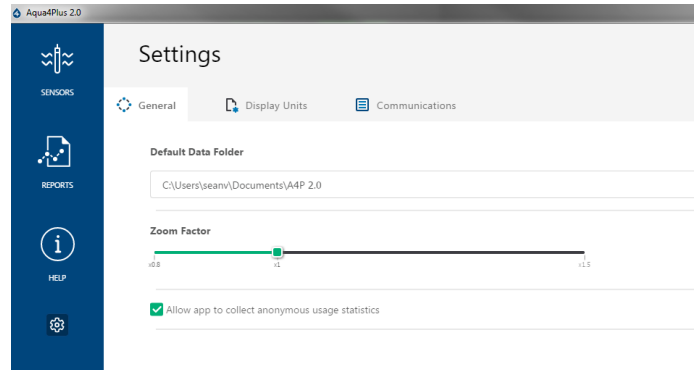 Aqua4Plus 2.0
SENSORS
REPORTS
HELP
Settings
General
Display Units
Communications
Default Data Folder
C:\Users\seanv\Documents\A4P 2.0
Zoom Factor
x0.8
x1
x1.5
Allow app to collect anonymous usage statistics